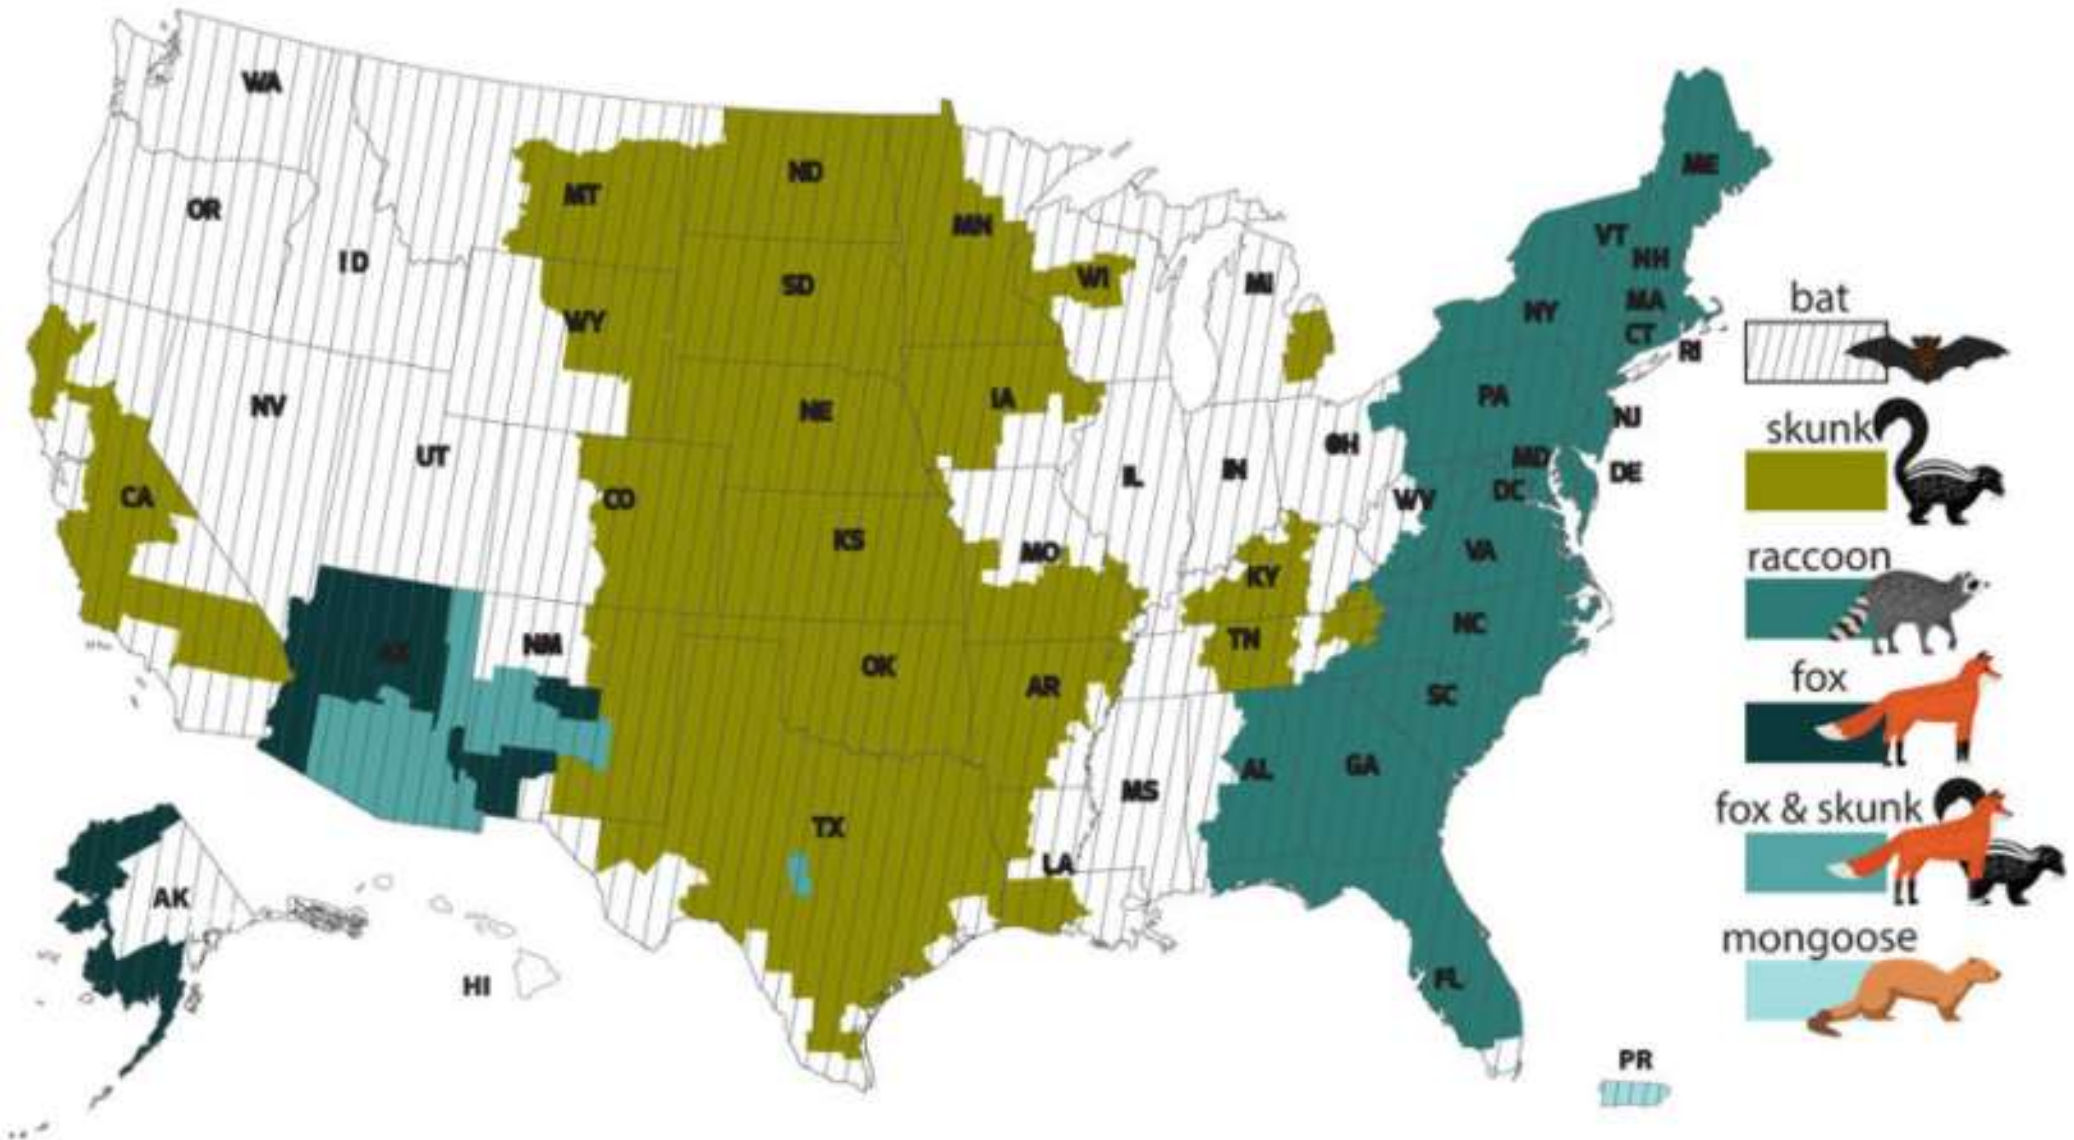 WA
OR
ID
MT
ND
MN
WI
MI
ME
VT
NH
MA
CT
RI
NY
SD
WY
NV
UT
CO
NE
IA
IL
IN
OH
PA
NJ
MD
DE
DC
WV
VA
CA
KS
MO
KY
NC
TN
AZ
NM
OK
AR
SC
MS
AL
GA
TX
LA
FL
AK
HI
PR
bat
skunk
raccoon
fox
fox & skunk
mongoose